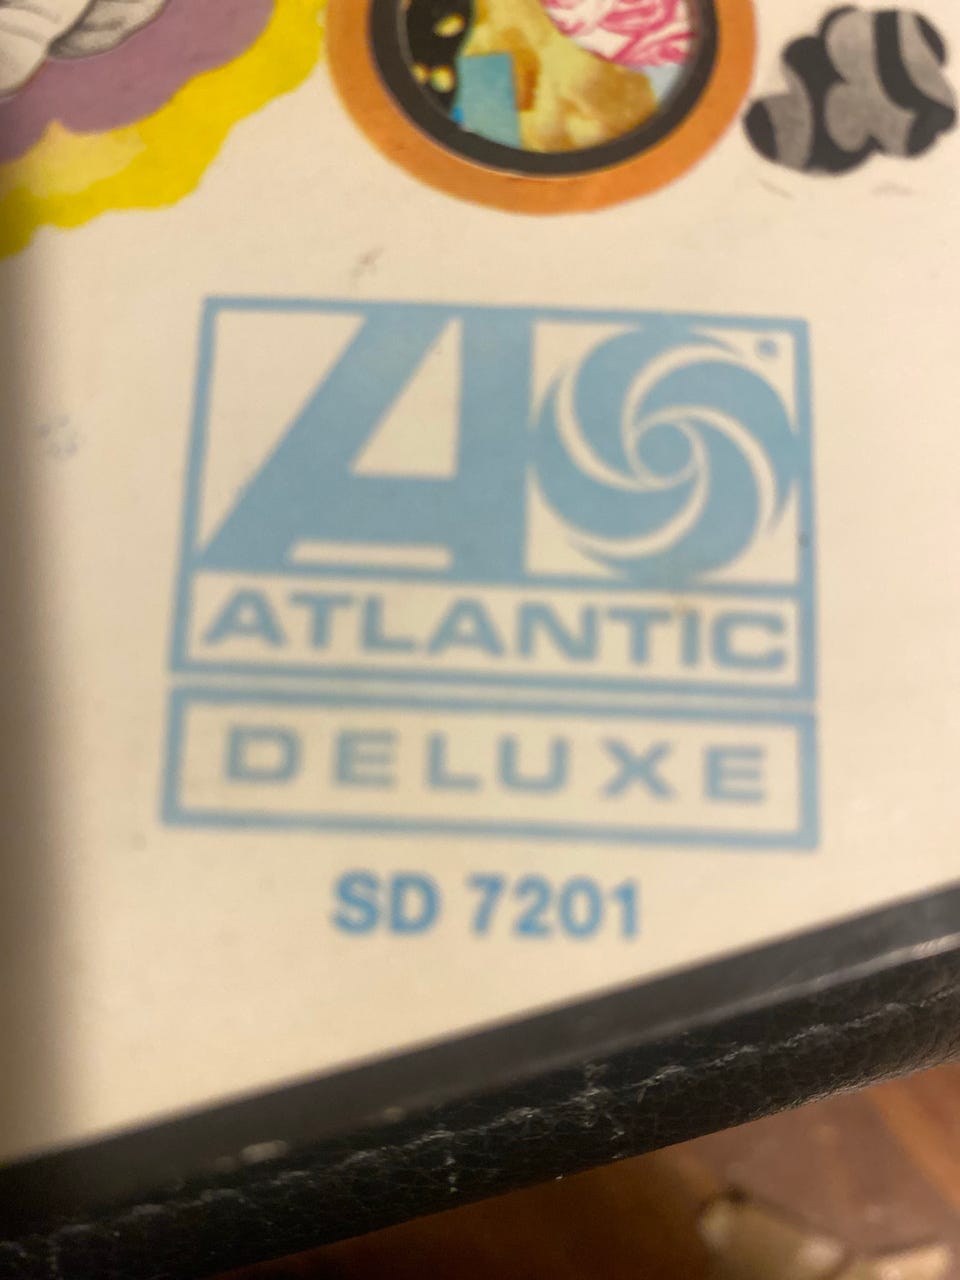 ATLANTIC
DELUXE
SD 7201